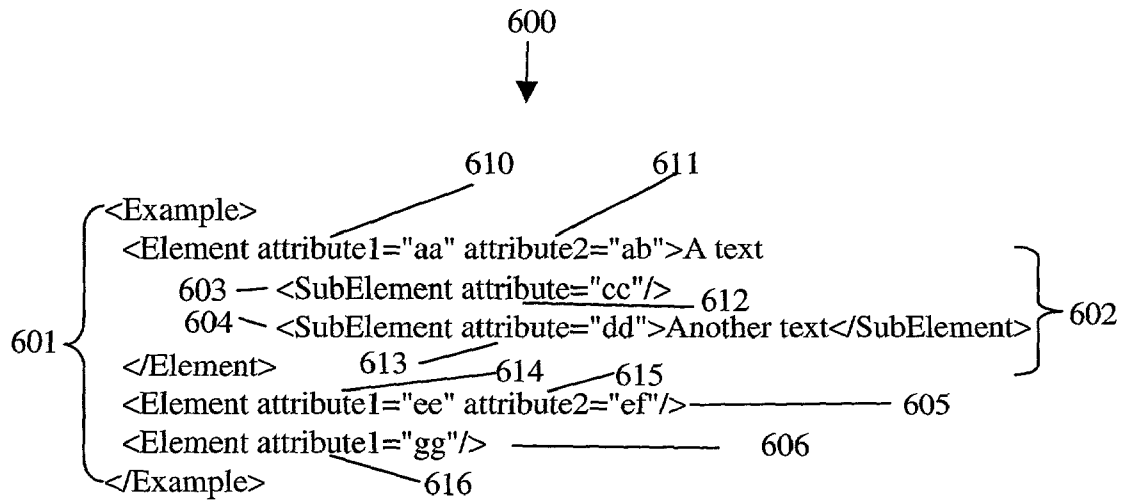 600
610 611
<Example>
<Element attribute1="aa" attribute2="ab">A text
603 <SubElement attribute="cc"/> 612
604 <SubElement attribute="dd">Another text</SubElement> 602
601
</Element> 613 614 615
<Element attribute1="ee" attribute2="ef"/> 605
<Element attribute1="gg"/> 606
</Example> 616